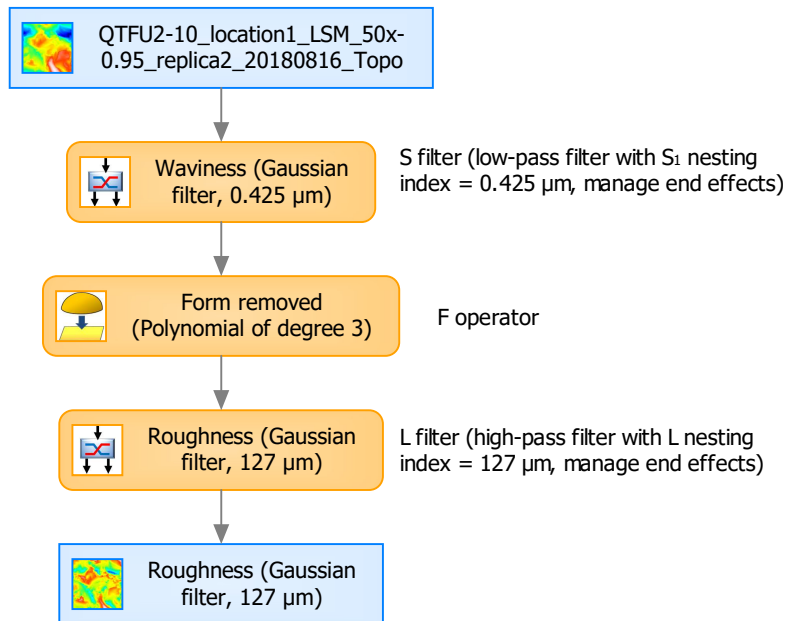 QTFU2-10_location1_LSM_50x-
0.95_replica2_20180816_Topo
Waviness (Gaussian
filter, 0.425 µm)
S filter (low-pass filter with S₁ nesting
index = 0.425 µm, manage end effects)
Form removed
(Polynomial of degree 3)
F operator
Roughness (Gaussian
filter, 127 µm)
L filter (high-pass filter with L nesting
index = 127 µm, manage end effects)
Roughness (Gaussian
filter, 127 µm)